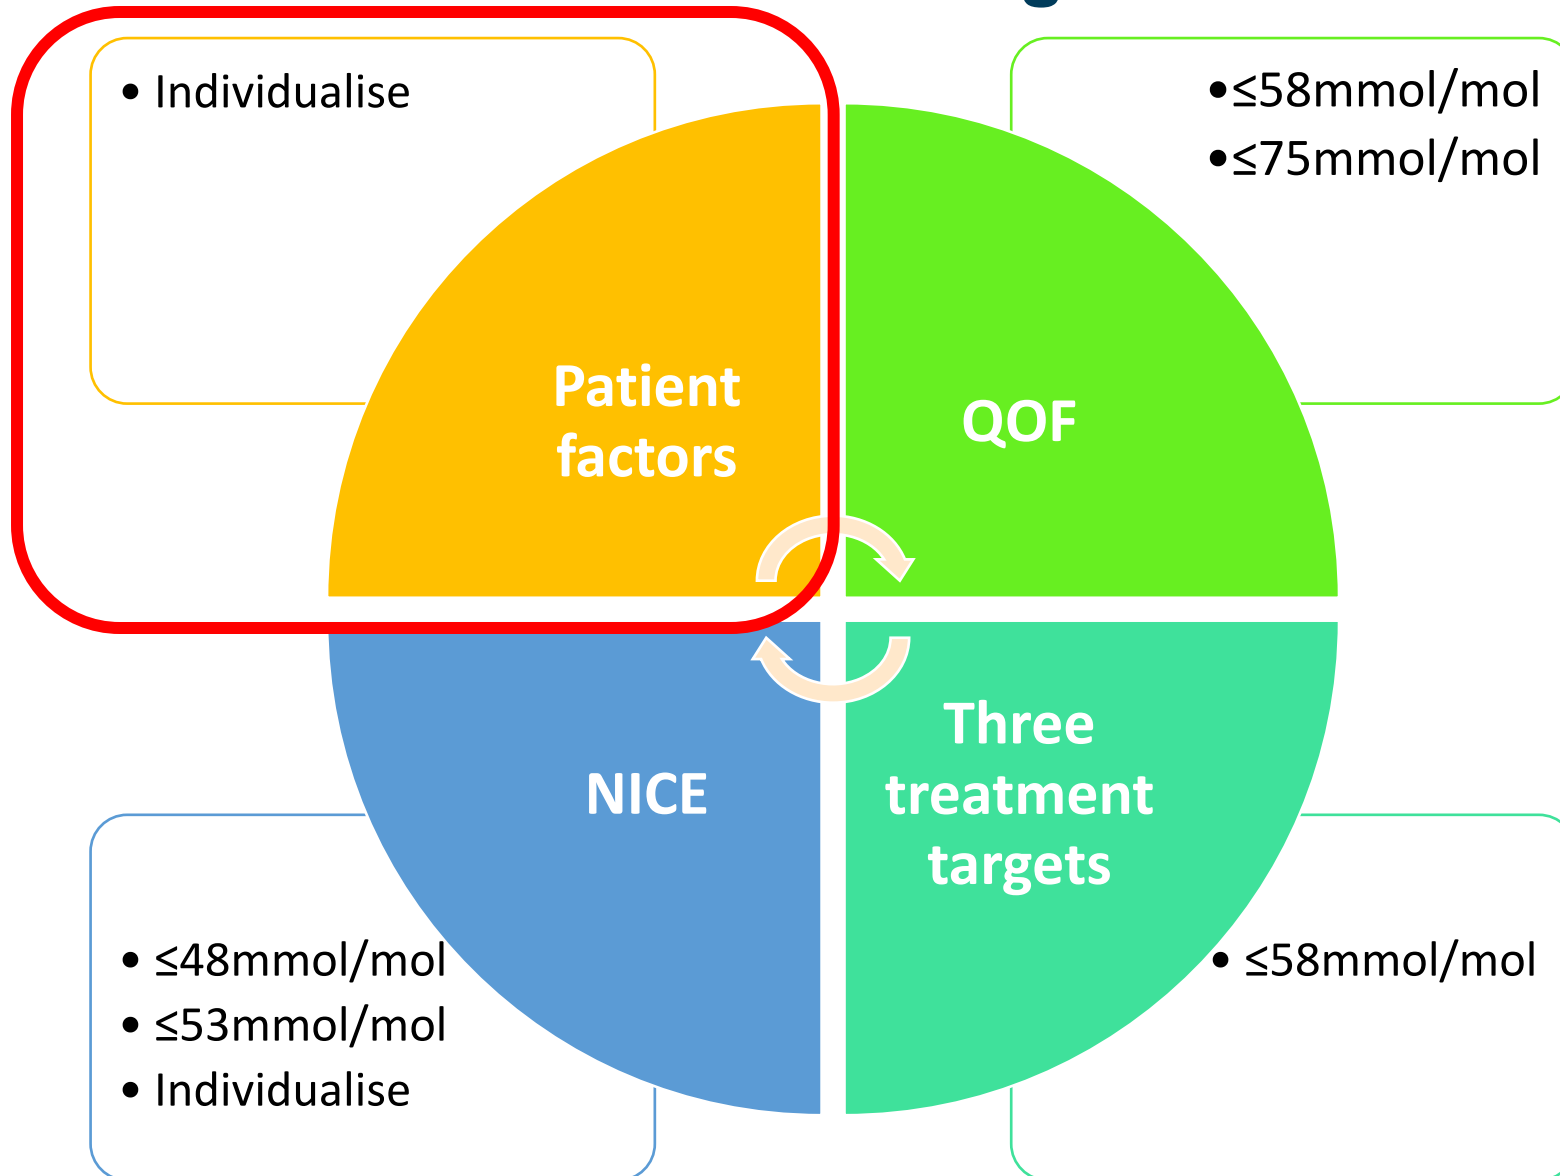 • Individualise
Patient
factors
•≤58mmol/mol
•≤75mmol/mol
QOF
NICE
• ≤48mmol/mol
• ≤53mmol/mol
• Individualise
Three
treatment
targets
• ≤58mmol/mol